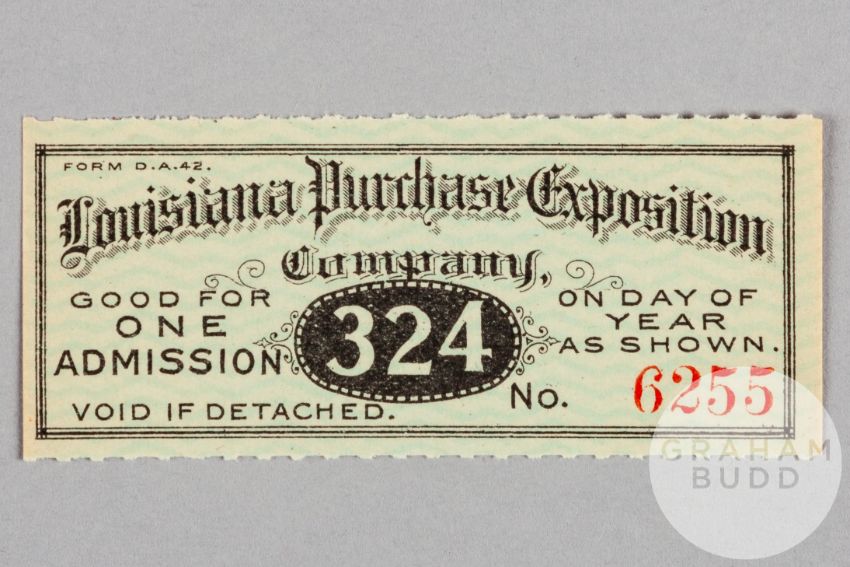 FORM D.A.42.
Louisiana Purchase Exposition
Company,
GOOD FOR
ONE
ADMISSION
324
ON DAY OF
YEAR
AS SHOWN.
VOID IF DETACHED.
No. 6255
GRAHAM
BUDD